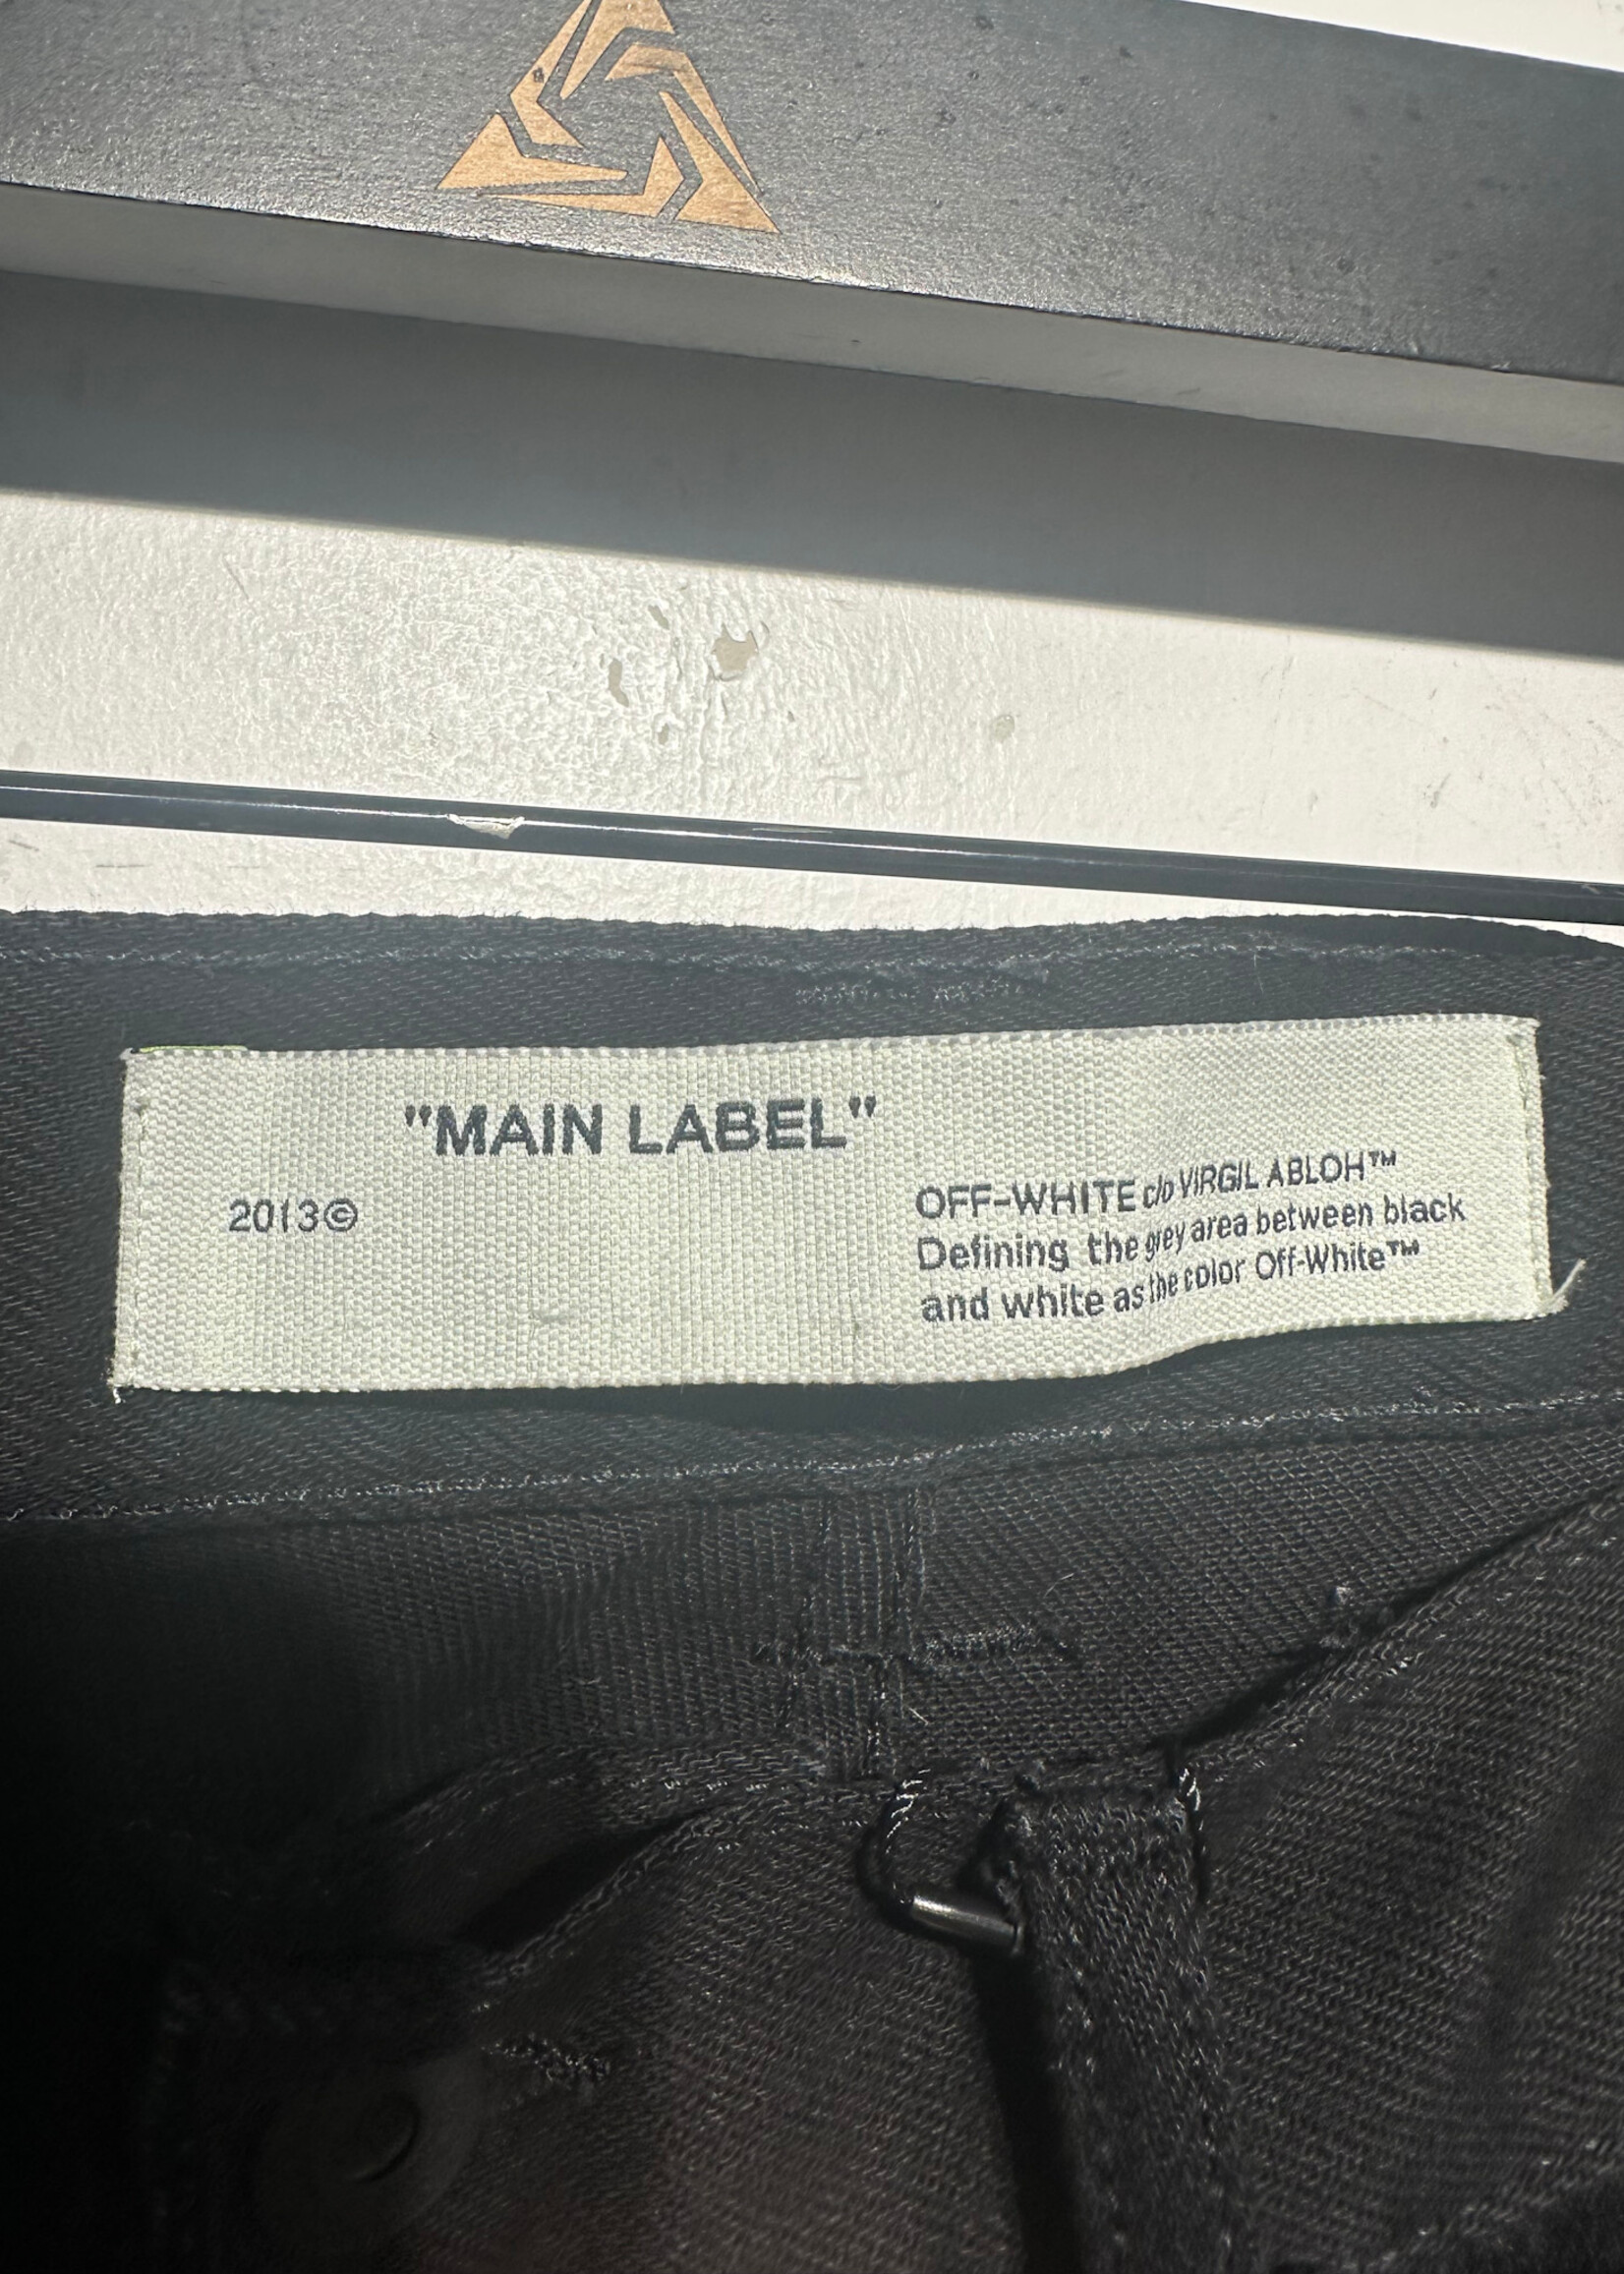 "MAIN LABEL"
2013©
OFF-WHITE c/o VIRGIL ABLOH™
Defining the grey area between black
and white as the color Off-White™